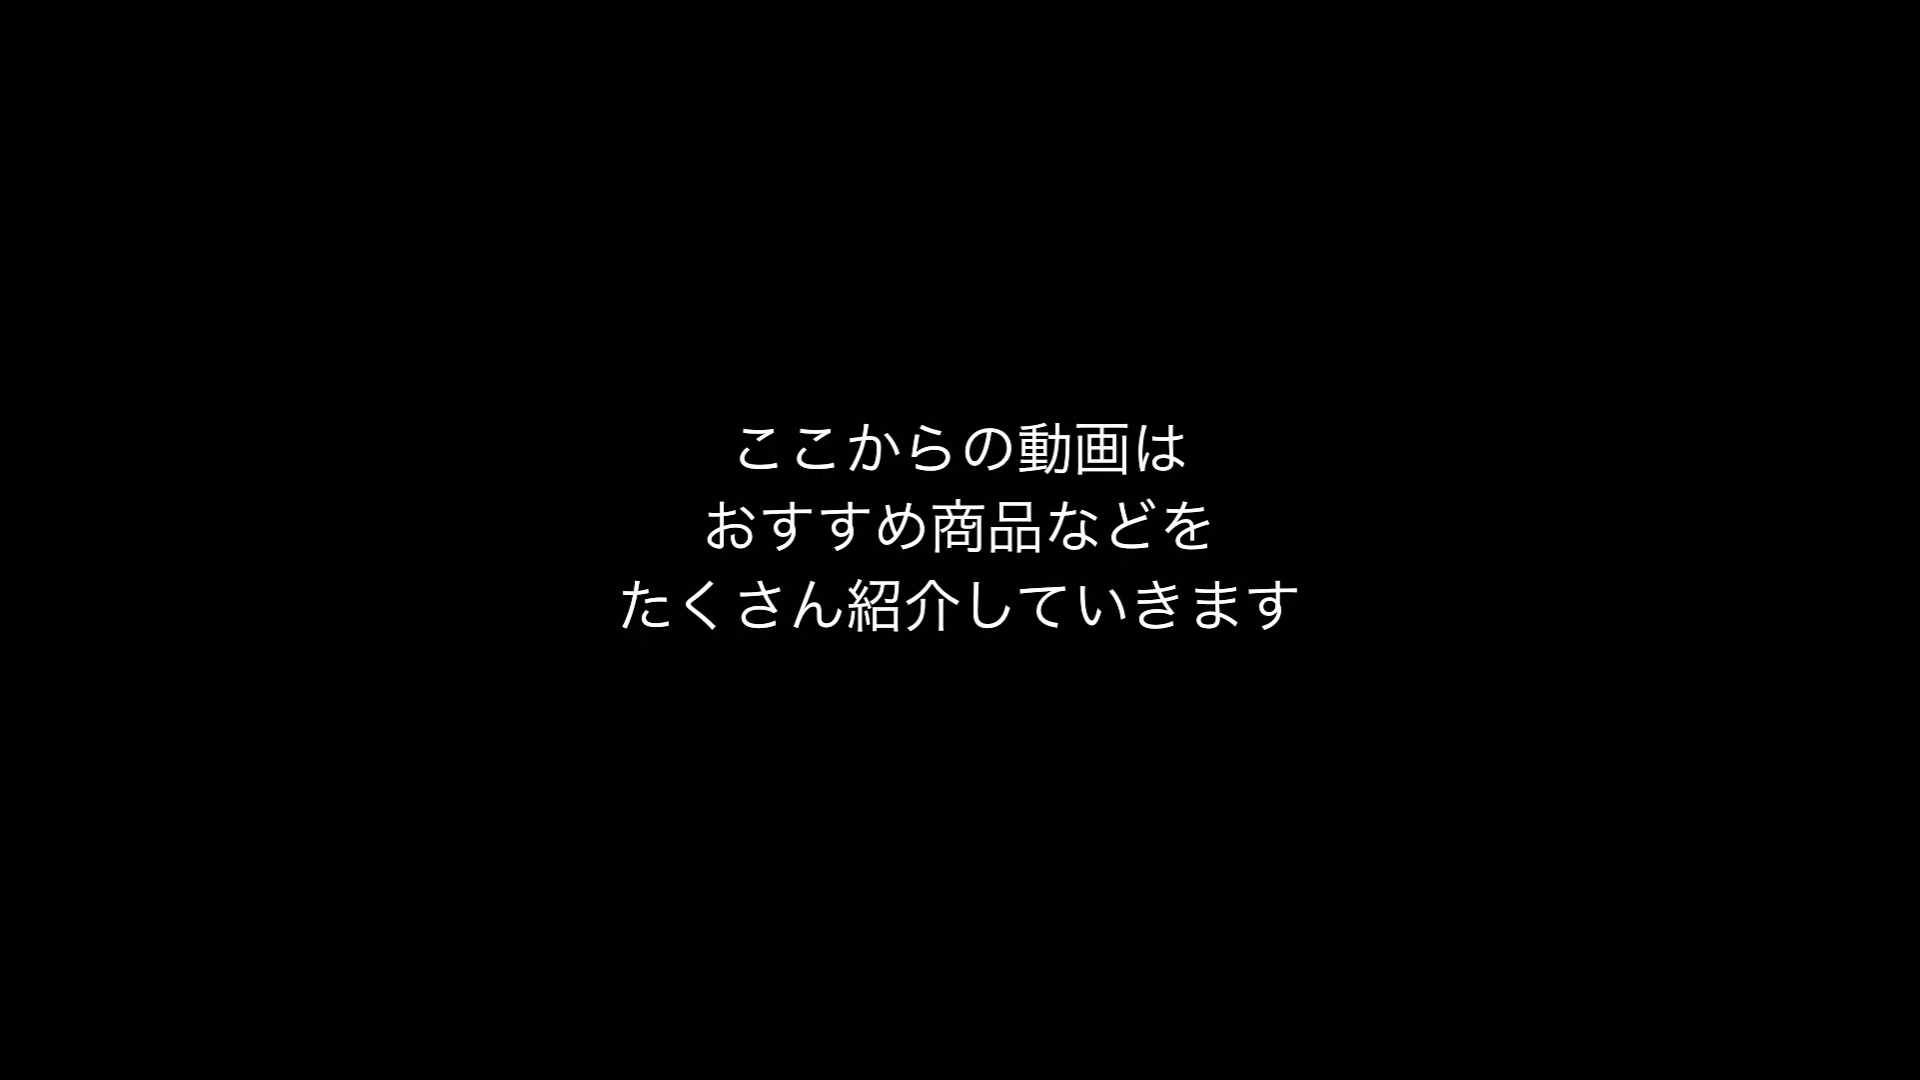 ここからの動画は
おすすめ商品などを
たくさん紹介していきます